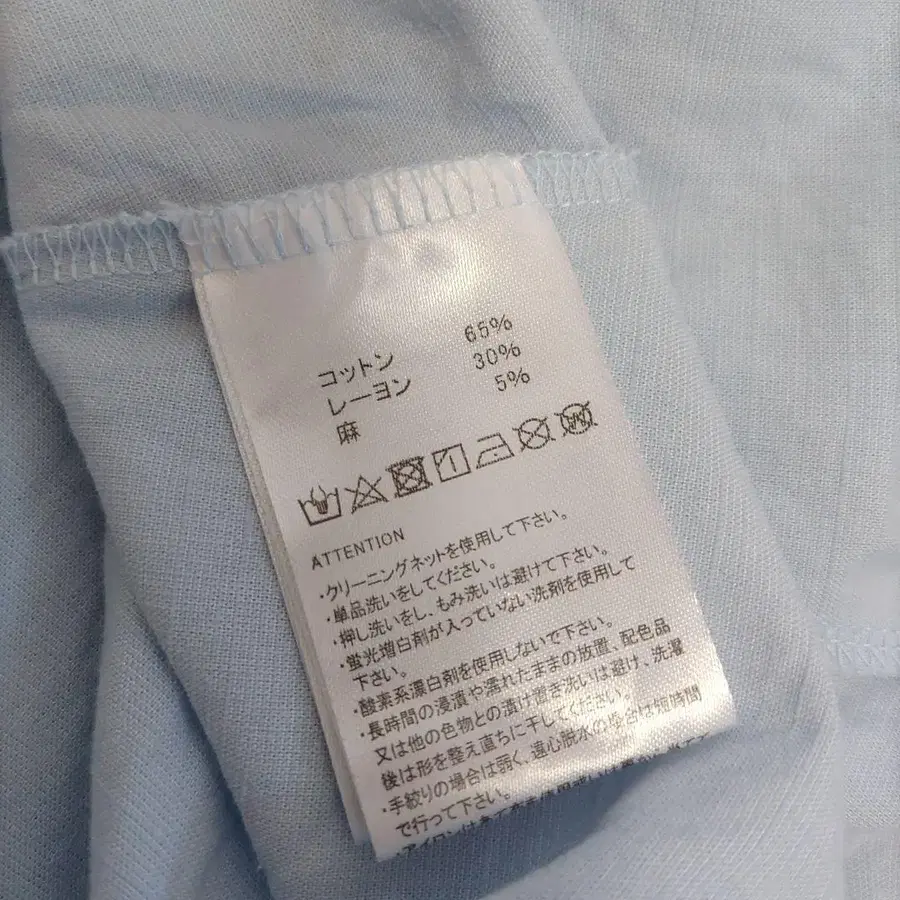 コットン 65%
レーヨン 30%
麻 5%
ATTENTION
・クリーニングネットを使用して下さい。
・単品洗いをしてください。
・押し洗いをし、もみ洗いは避けて下さい。
・蛍光増白剤が入っていない洗剤を使用して
下さい。
・酸素系漂白剤を使用しないで下さい。
・長時間の浸漬や濡れたままの放置、配色品
又は他の色物との漬け置き洗いは避け、洗濯
後は形を整え直ちに干してください。
・手絞りの場合は弱く、遠心脱水の場合は短時間
で行って下さい。
・アイロンは